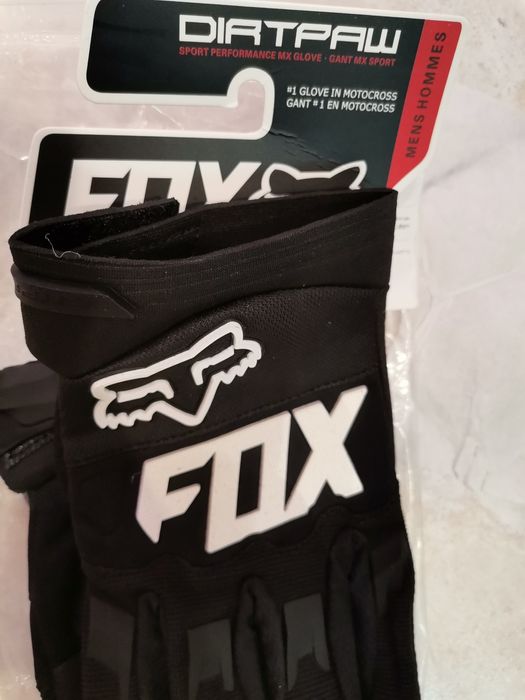 DIRTPAW
SPORT PERFORMANCE MX GLOVE · GANT MX SPORT
#1 GLOVE IN MOTOCROSS
GANT #1 EN MOTOCROSS
MENS HOMMES
FOX
FOX